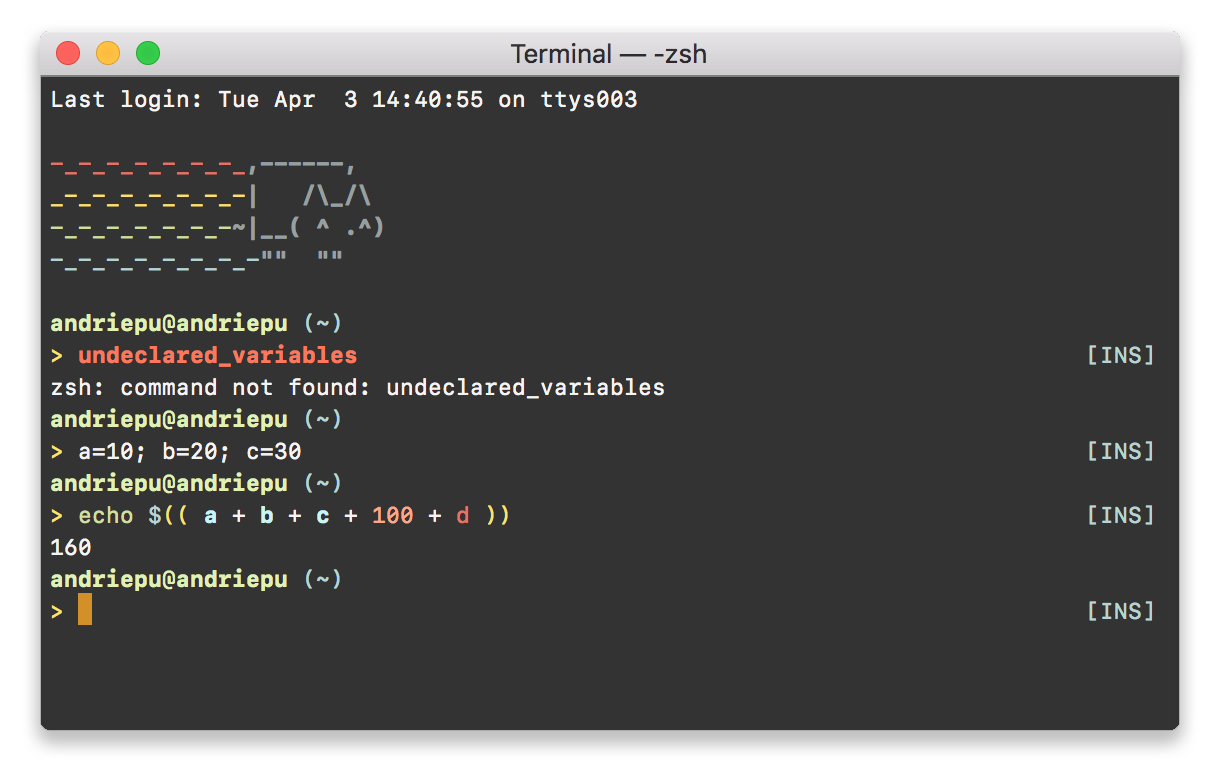 Terminal — -zsh
Last login: Tue Apr  3 14:40:55 on ttys003
-_-_-_-_-_-_-_,------,
_-_-_-_-_-_-_-|   /\_/\
-_-_-_-_-_-_-~|__( ^ .^)
-_-_-_-_-_-_-_-""  ""
andriepu@andriepu (~)
> undeclared_variables [INS]
zsh: command not found: undeclared_variables
andriepu@andriepu (~)
> a=10; b=20; c=30 [INS]
andriepu@andriepu (~)
> echo $(( a + b + c + 100 + d )) [INS]
160
andriepu@andriepu (~)
> [INS]